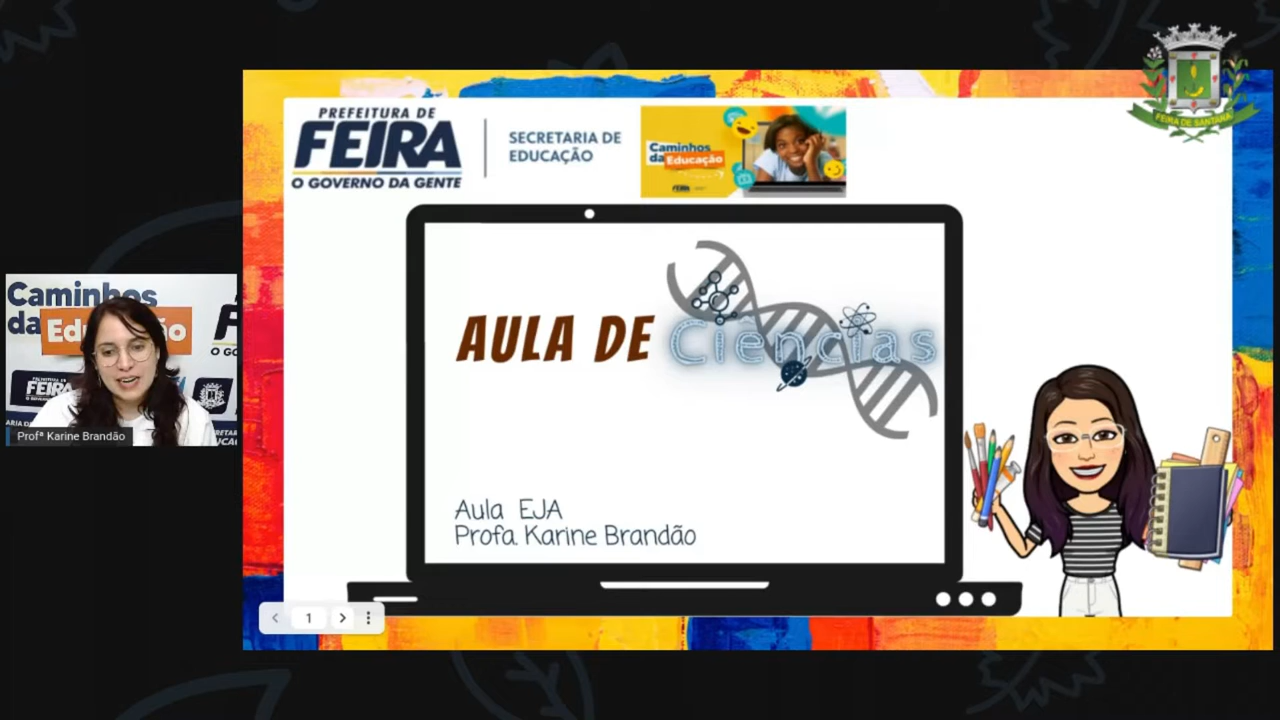 PREFEITURA DE
FEIRA
O GOVERNO DA GENTE
SECRETARIA DE
EDUCAÇÃO
Caminhos
da Educação
FEIRA DE SANTANA
AULA DE Ciências
Aula EJA
Profa. Karine Brandão
Caminhos
da Educação
FEIRA
Profª Karine Brandão
1